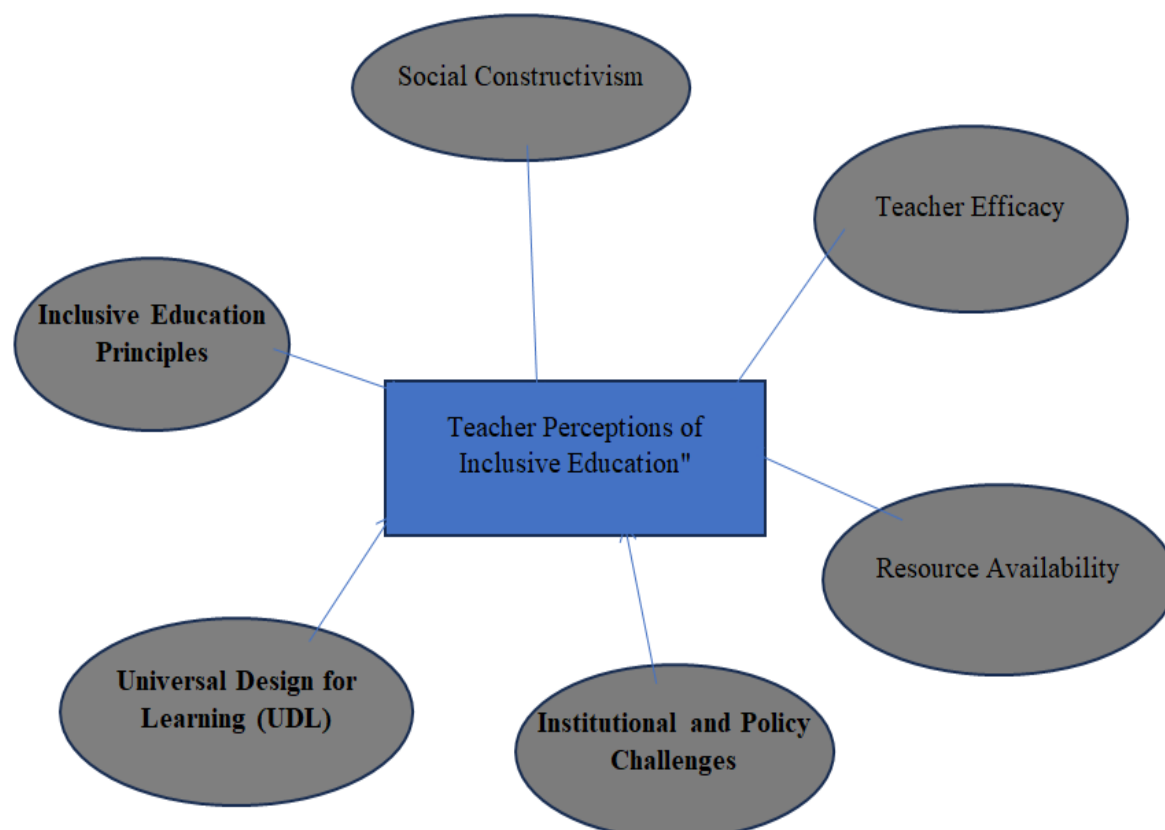 Social Constructivism
Teacher Efficacy
Inclusive Education
Principles
Teacher Perceptions of
Inclusive Education"
Resource Availability
Universal Design for
Learning (UDL)
Institutional and Policy
Challenges